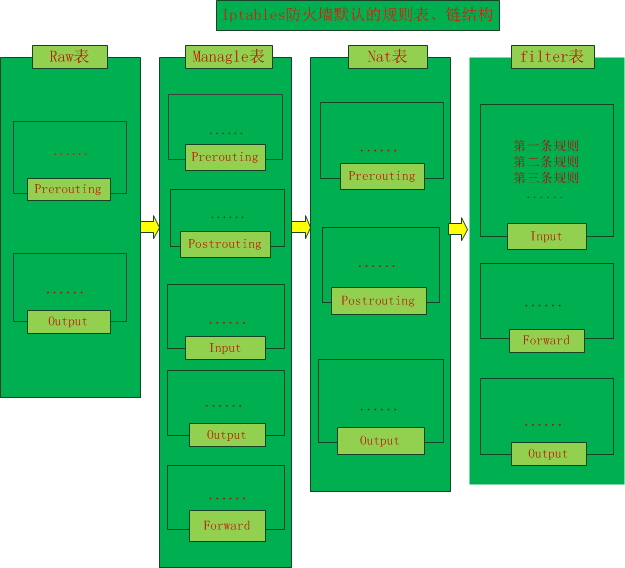 Iptables防火墙默认的规则表、链结构
Raw表
......
Prerouting
......
Output
Managle表
......
Prerouting
......
Postrouting
......
Input
......
Output
......
Forward
Nat表
......
Prerouting
......
Postrouting
......
Output
filter表
第一条规则
第二条规则
第三条规则
......
Input
......
Forward
......
Output